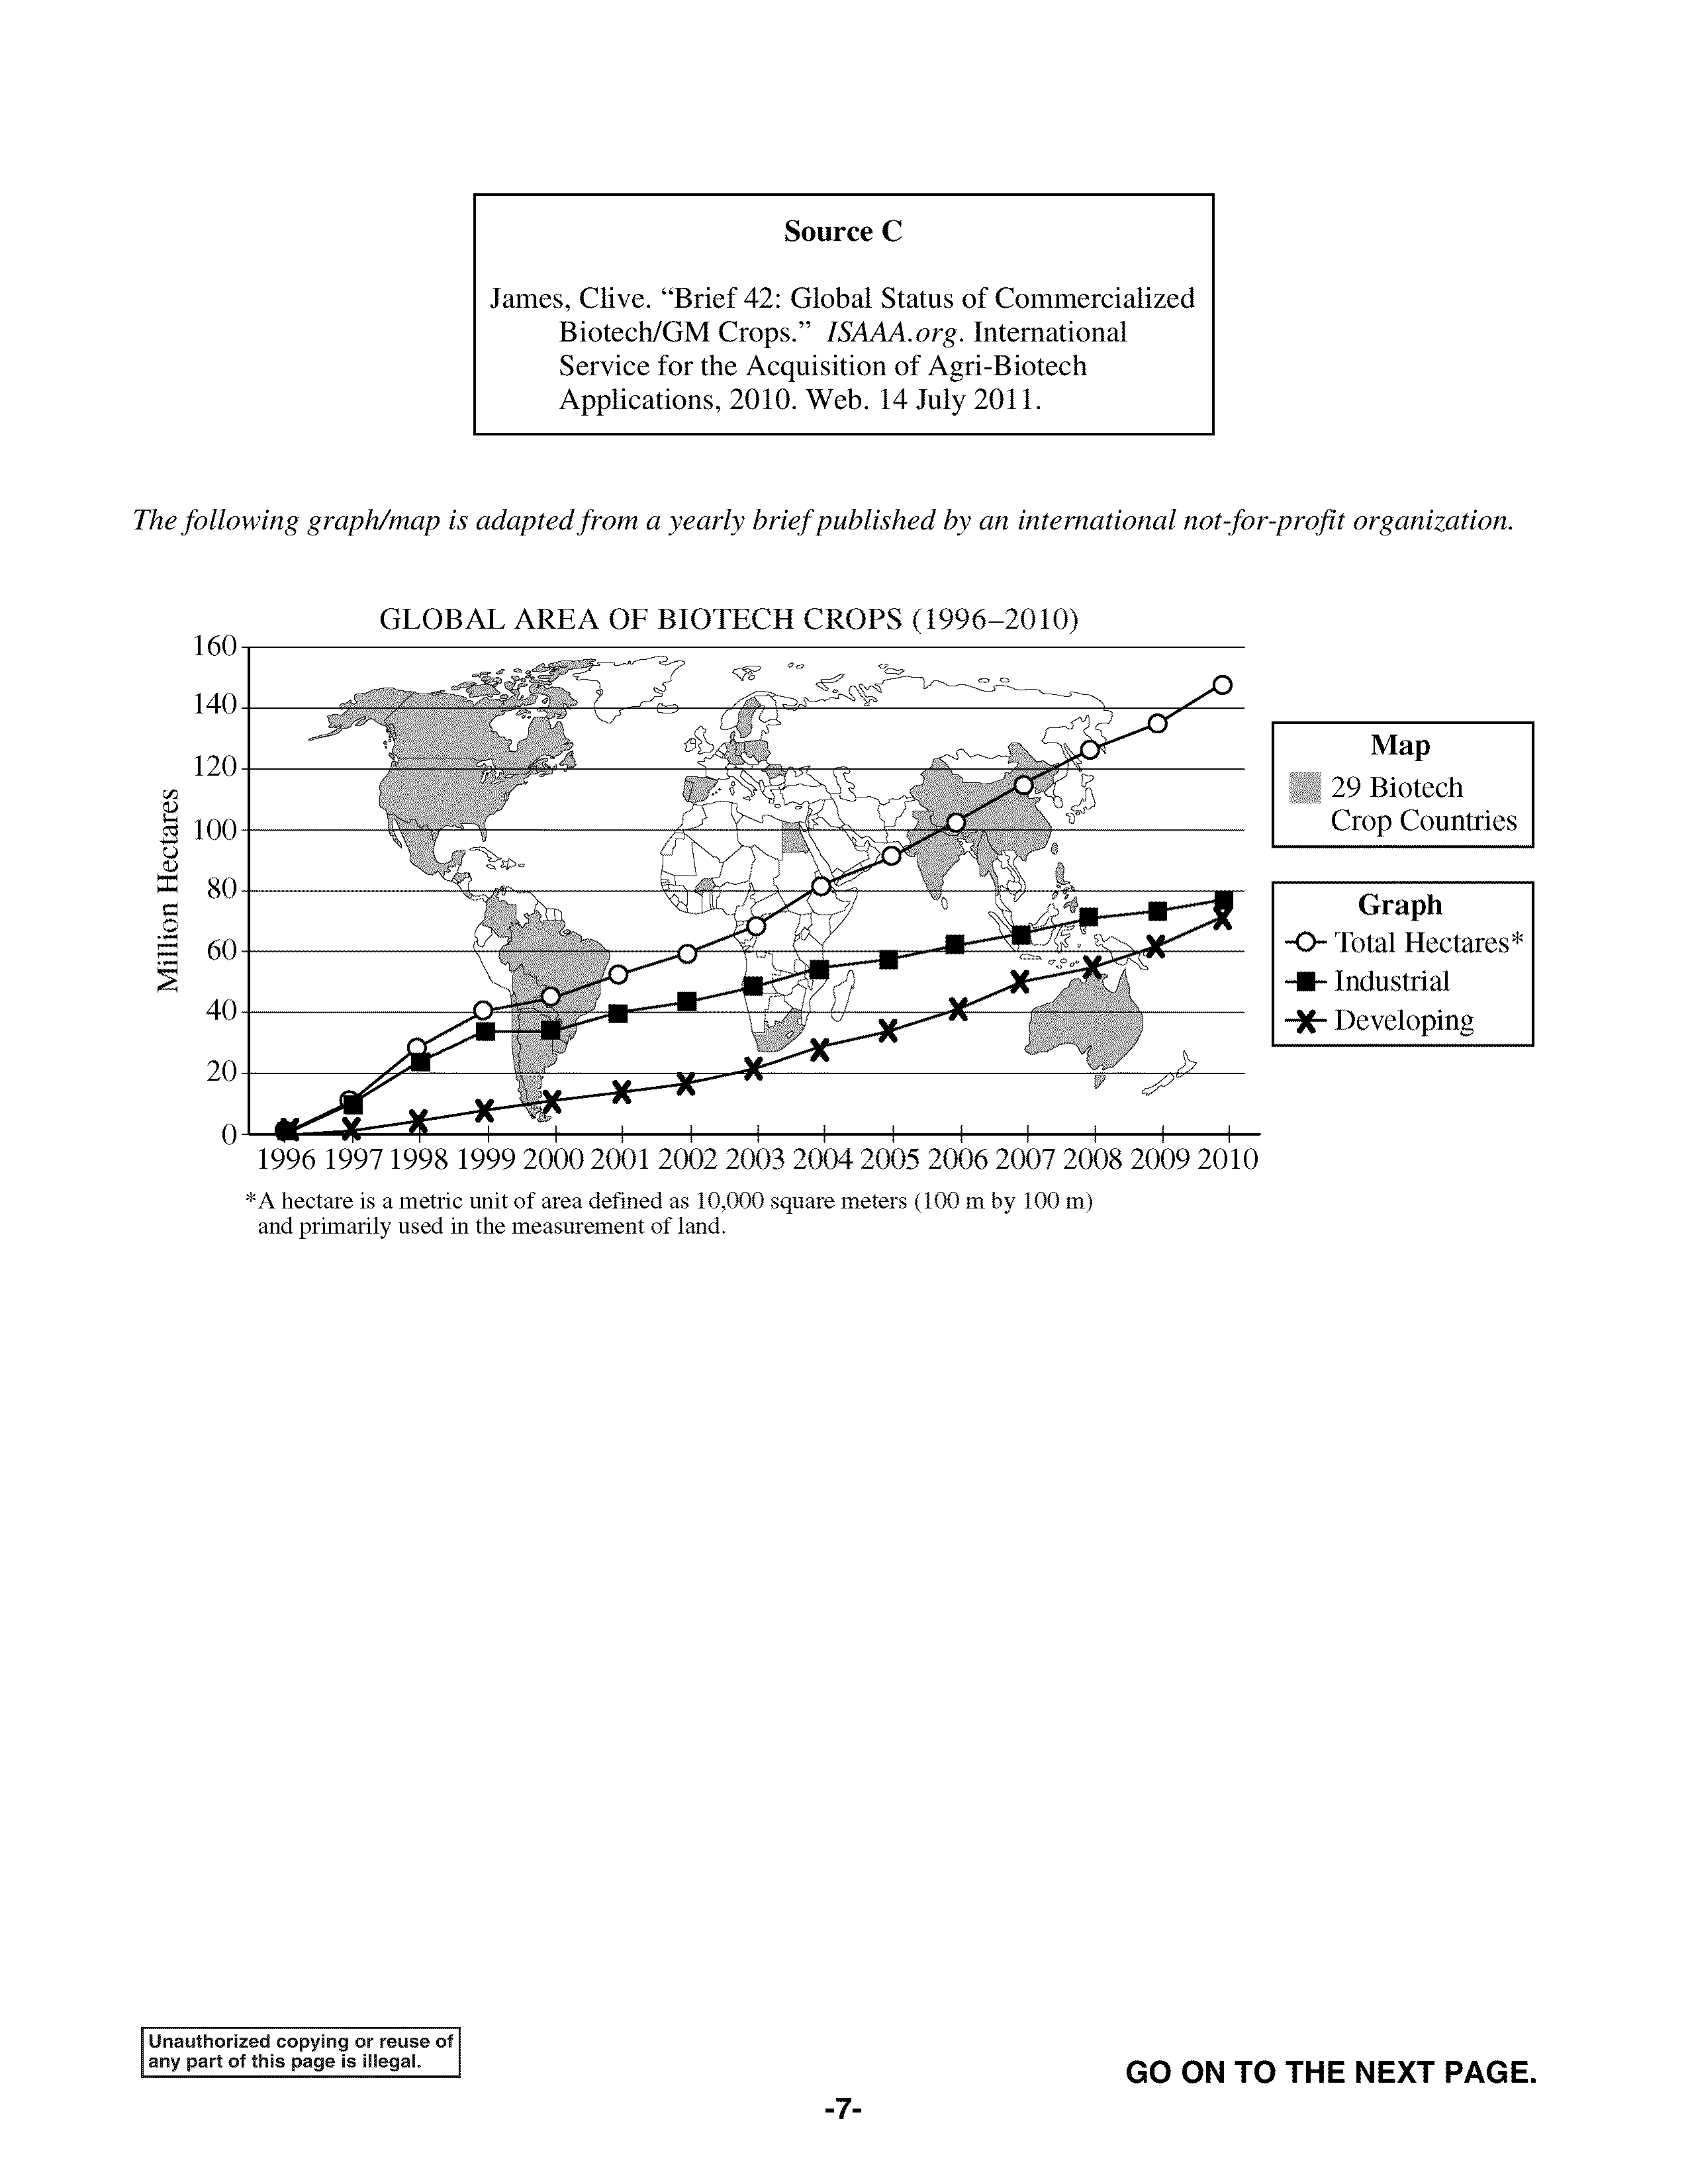 Source C
James, Clive. “Brief 42: Global Status of Commercialized
Biotech/GM Crops.” ISAAA.org. International
Service for the Acquisition of Agri-Biotech
Applications, 2010. Web. 14 July 2011.
The following graph/map is adapted from a yearly brief published by an international not-for-profit organization.
GLOBAL AREA OF BIOTECH CROPS (1996–2010)
160
140
120
100
80
60
40
20
0
Million Hectares
1996 1997 1998 1999 2000 2001 2002 2003 2004 2005 2006 2007 2008 2009 2010
Map
29 Biotech
Crop Countries
Graph
Total Hectares*
Industrial
Developing
*A hectare is a metric unit of area defined as 10,000 square meters (100 m by 100 m)
and primarily used in the measurement of land.
Unauthorized copying or reuse of
any part of this page is illegal.
GO ON TO THE NEXT PAGE.
-7-